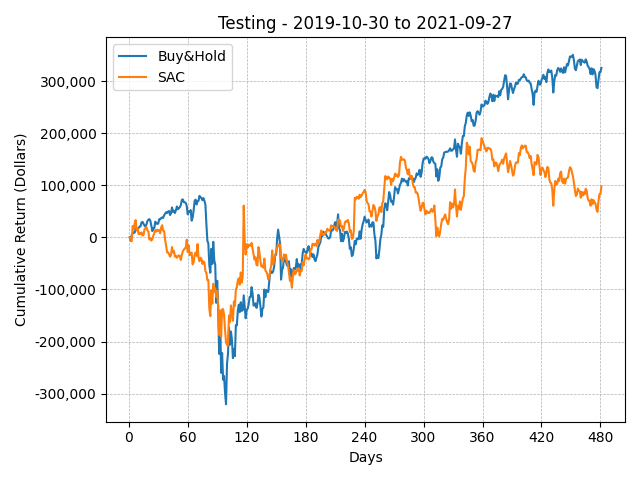 Testing - 2019-10-30 to 2021-09-27
Buy&Hold
SAC
300,000
200,000
100,000
0
-100,000
-200,000
-300,000
Cumulative Return (Dollars)
0 60 120 180 240 300 360 420 480
Days